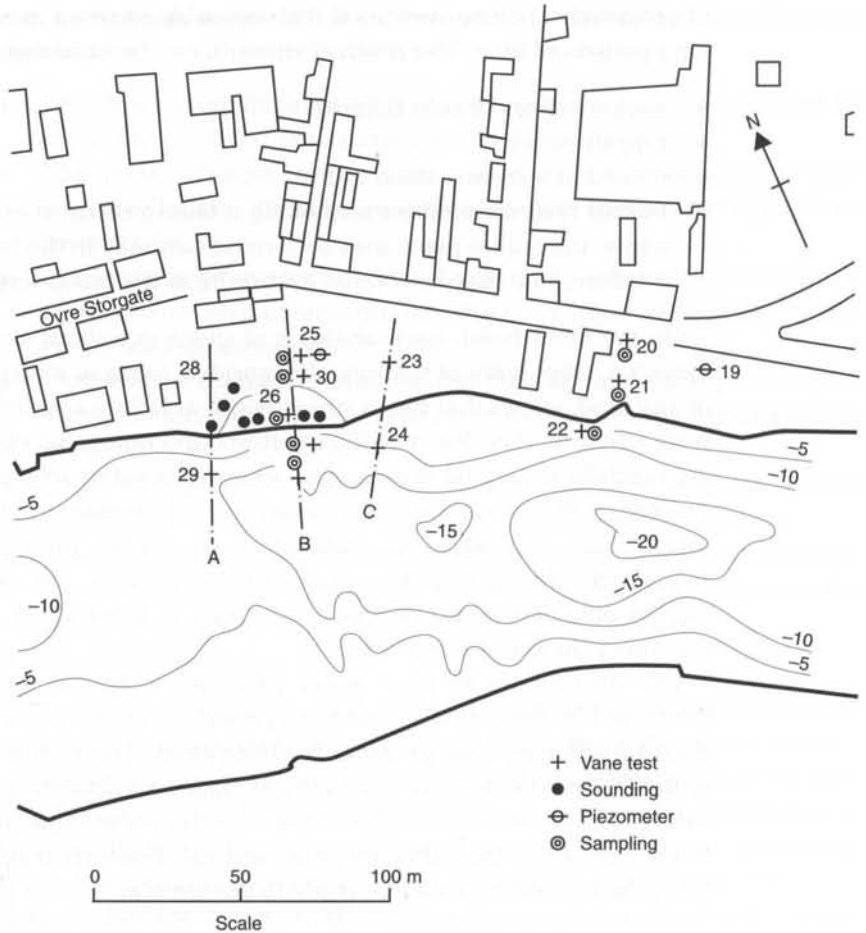 N
Ovre Storgate
25
23
20
19
28
30
26
21
24
22
29
-5
-10
-5
A
B
C
-15
-20
-15
-10
-5
-10
-5
+ Vane test
Sounding
Piezometer
Sampling
0 50 100 m
Scale